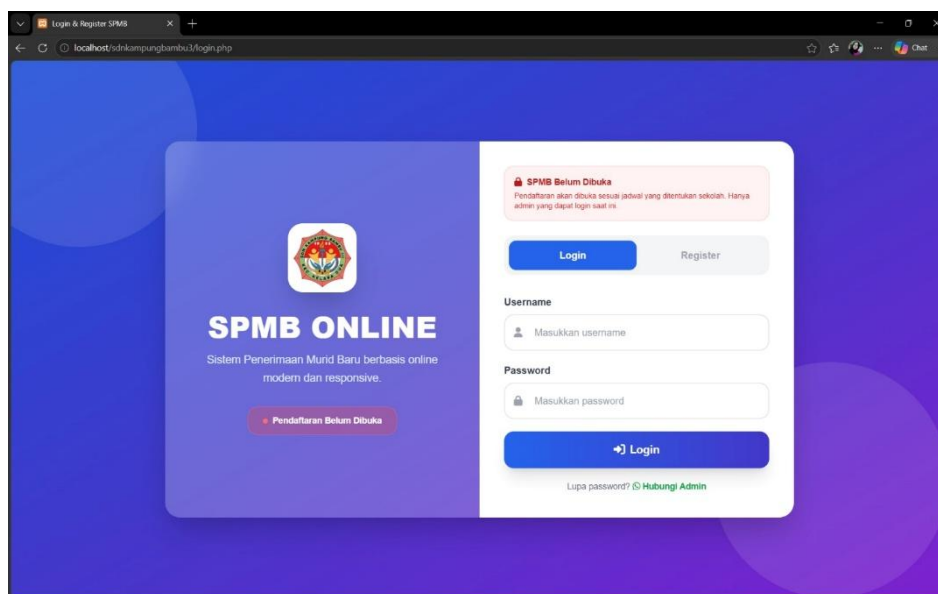 Login & Register SPMB
localhost/sdnkampungbambu3/login.php
Chat
SPMB ONLINE
Sistem Penerimaan Murid Baru berbasis online
modern dan responsive.
Pendaftaran Belum Dibuka
SPMB Belum Dibuka
Pendaftaran akan dibuka sesuai jadwal yang ditentukan sekolah. Hanya
admin yang dapat login saat ini.
Login
Register
Username
Masukkan username
Password
Masukkan password
Login
Lupa password? Hubungi Admin